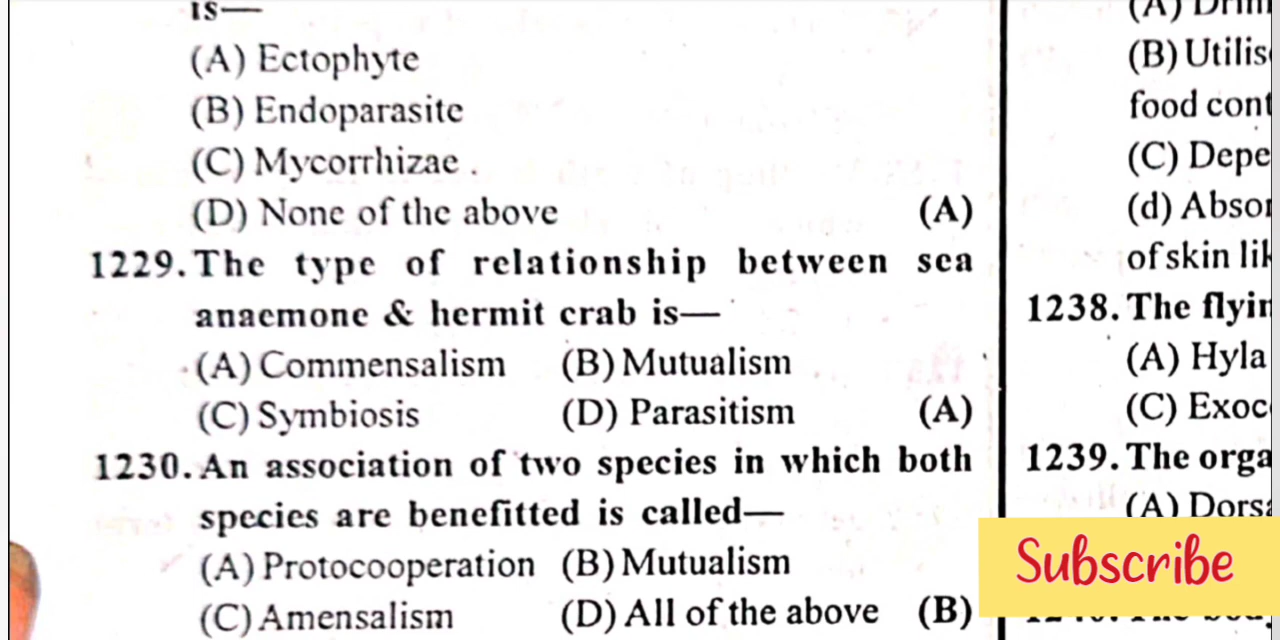 is—
(A) Ectophyte
(B) Endoparasite
(C) Mycorrhizae .
(D) None of the above (A)
1229. The type of relationship between sea
anaemone & hermit crab is—
(A) Commensalism (B) Mutualism
(C) Symbiosis (D) Parasitism (A)
1230. An association of two species in which both
species are benefitted is called—
(A) Protocooperation (B) Mutualism
(C) Amensalism (D) All of the above (B)
(A)
(B) Utilis
food cont
(C) Depe
(d) Absor
of skin lik
1238. The flyin
(A) Hyla
(C) Exoc
1239. The orga
(A) Dorsa
Subscribe